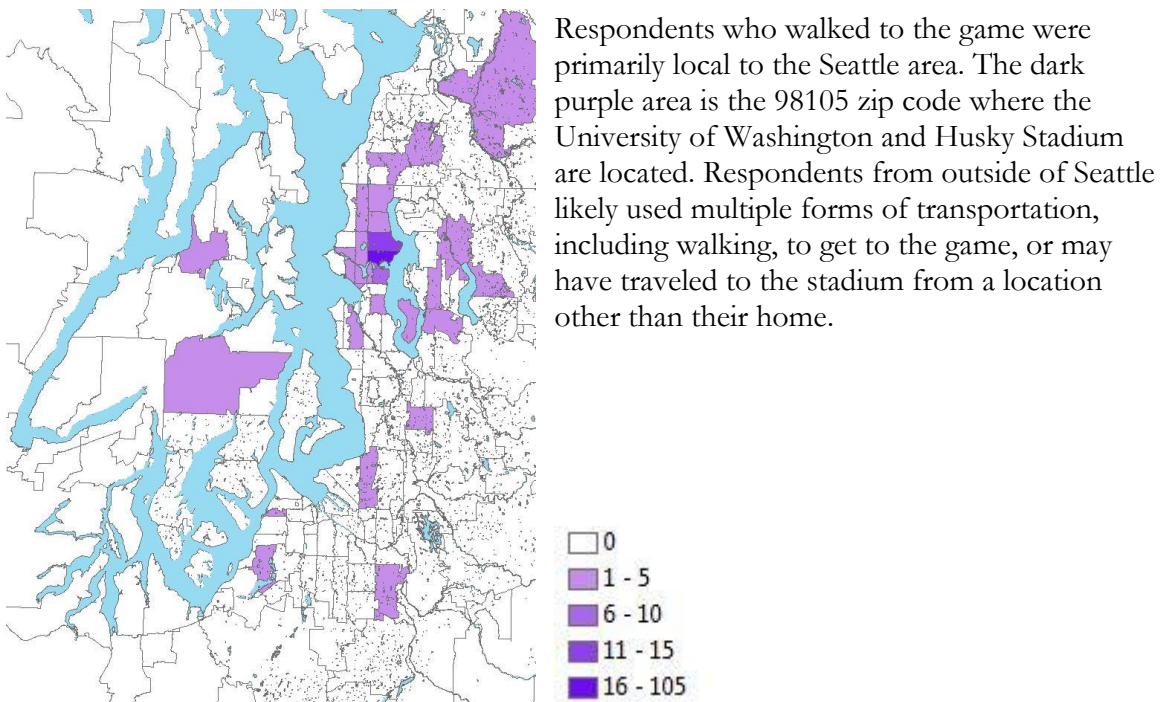 Respondents who walked to the game were
primarily local to the Seattle area. The dark
purple area is the 98105 zip code where the
University of Washington and Husky Stadium
are located. Respondents from outside of Seattle
likely used multiple forms of transportation,
including walking, to get to the game, or may
have traveled to the stadium from a location
other than their home.
0
1 - 5
6 - 10
11 - 15
16 - 105